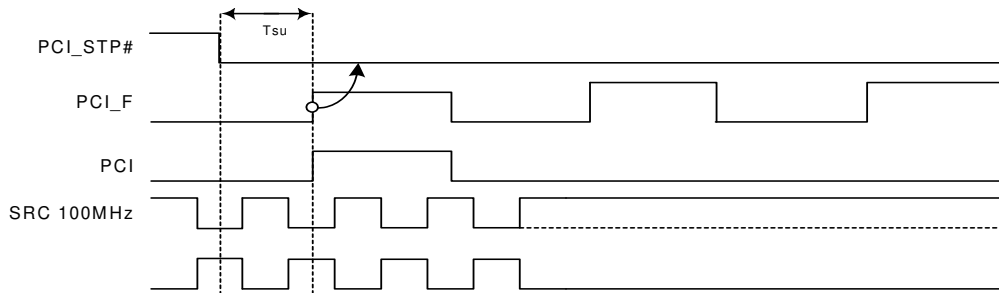 Tsu
PCI_STP#
PCI_F
PCI
SRC 100MHz